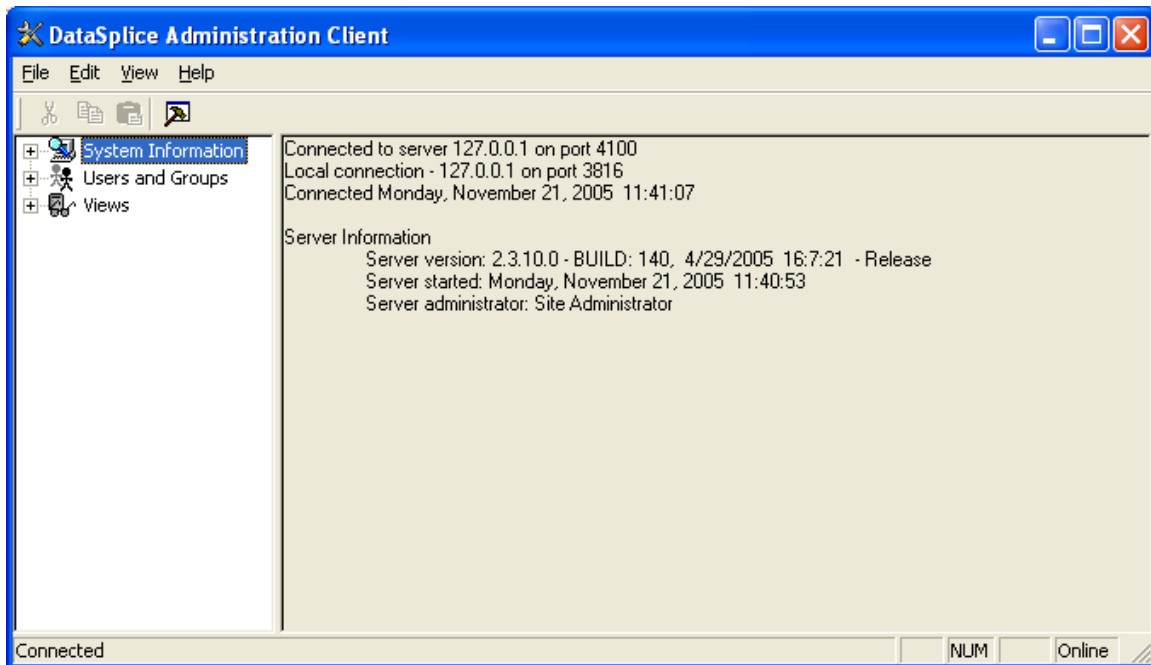 DataSplice Administration Client
File Edit View Help
System Information
Users and Groups
Views
Connected to server 127.0.0.1 on port 4100
Local connection - 127.0.0.1 on port 3816
Connected Monday, November 21, 2005 11:41:07
Server Information
Server version: 2.3.10.0 - BUILD: 140, 4/29/2005 16:7:21 - Release
Server started: Monday, November 21, 2005 11:40:53
Server administrator: Site Administrator
Connected NUM Online